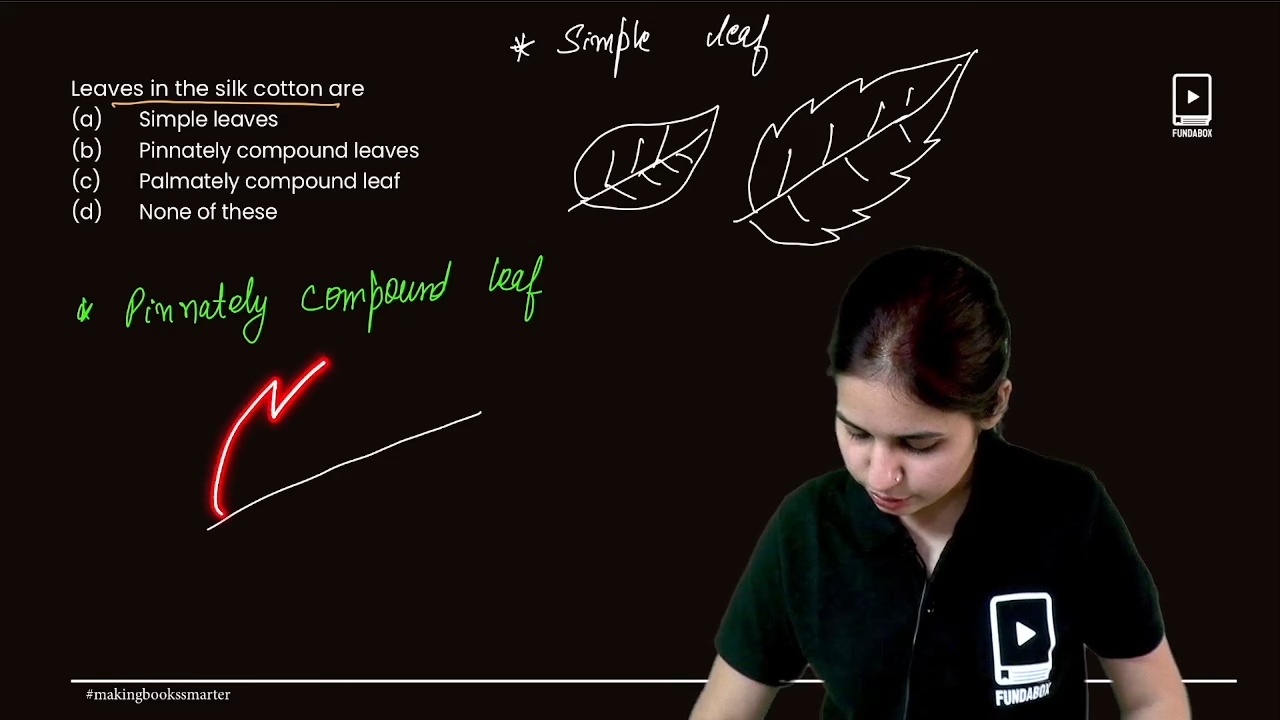 * Simple leaf
Leaves in the silk cotton are
(a) Simple leaves
(b) Pinnately compound leaves
(c) Palmately compound leaf
(d) None of these
FUNDABOX
* Pinnately compound leaf
FUNDABOX
#makingbookssmarter